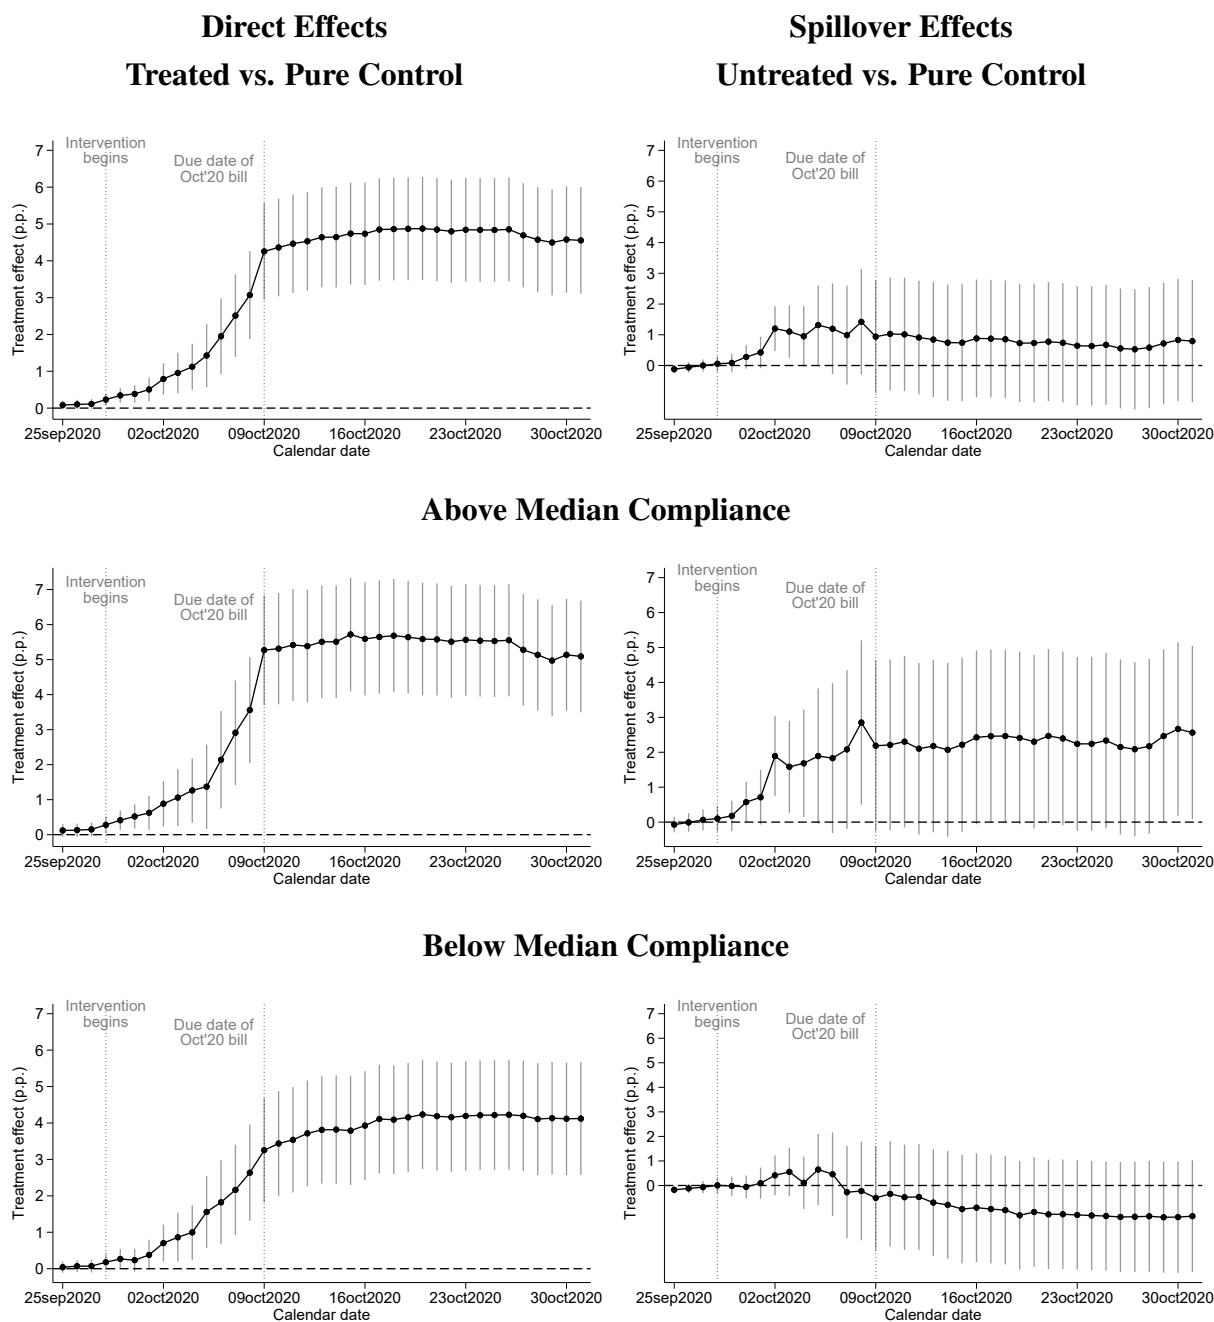 Direct Effects
Treated vs. Pure Control
Spillover Effects
Untreated vs. Pure Control
Intervention
begins
Due date of
Oct'20 bill
Treatment effect (p.p.)
7
6
5
4
3
2
1
0
25sep2020 02oct2020 09oct2020 16oct2020 23oct2020 30oct2020
Calendar date
Intervention
begins
Due date of
Oct'20 bill
Treatment effect (p.p.)
7
6
5
4
3
2
1
0
25sep2020 02oct2020 09oct2020 16oct2020 23oct2020 30oct2020
Calendar date
Above Median Compliance
Intervention
begins
Due date of
Oct'20 bill
Treatment effect (p.p.)
7
6
5
4
3
2
1
0
25sep2020 02oct2020 09oct2020 16oct2020 23oct2020 30oct2020
Calendar date
Intervention
begins
Due date of
Oct'20 bill
Treatment effect (p.p.)
7
6
5
4
3
2
1
0
25sep2020 02oct2020 09oct2020 16oct2020 23oct2020 30oct2020
Calendar date
Below Median Compliance
Intervention
begins
Due date of
Oct'20 bill
Treatment effect (p.p.)
7
6
5
4
3
2
1
0
25sep2020 02oct2020 09oct2020 16oct2020 23oct2020 30oct2020
Calendar date
Intervention
begins
Due date of
Oct'20 bill
Treatment effect (p.p.)
7
6
5
4
3
2
1
0
25sep2020 02oct2020 09oct2020 16oct2020 23oct2020 30oct2020
Calendar date